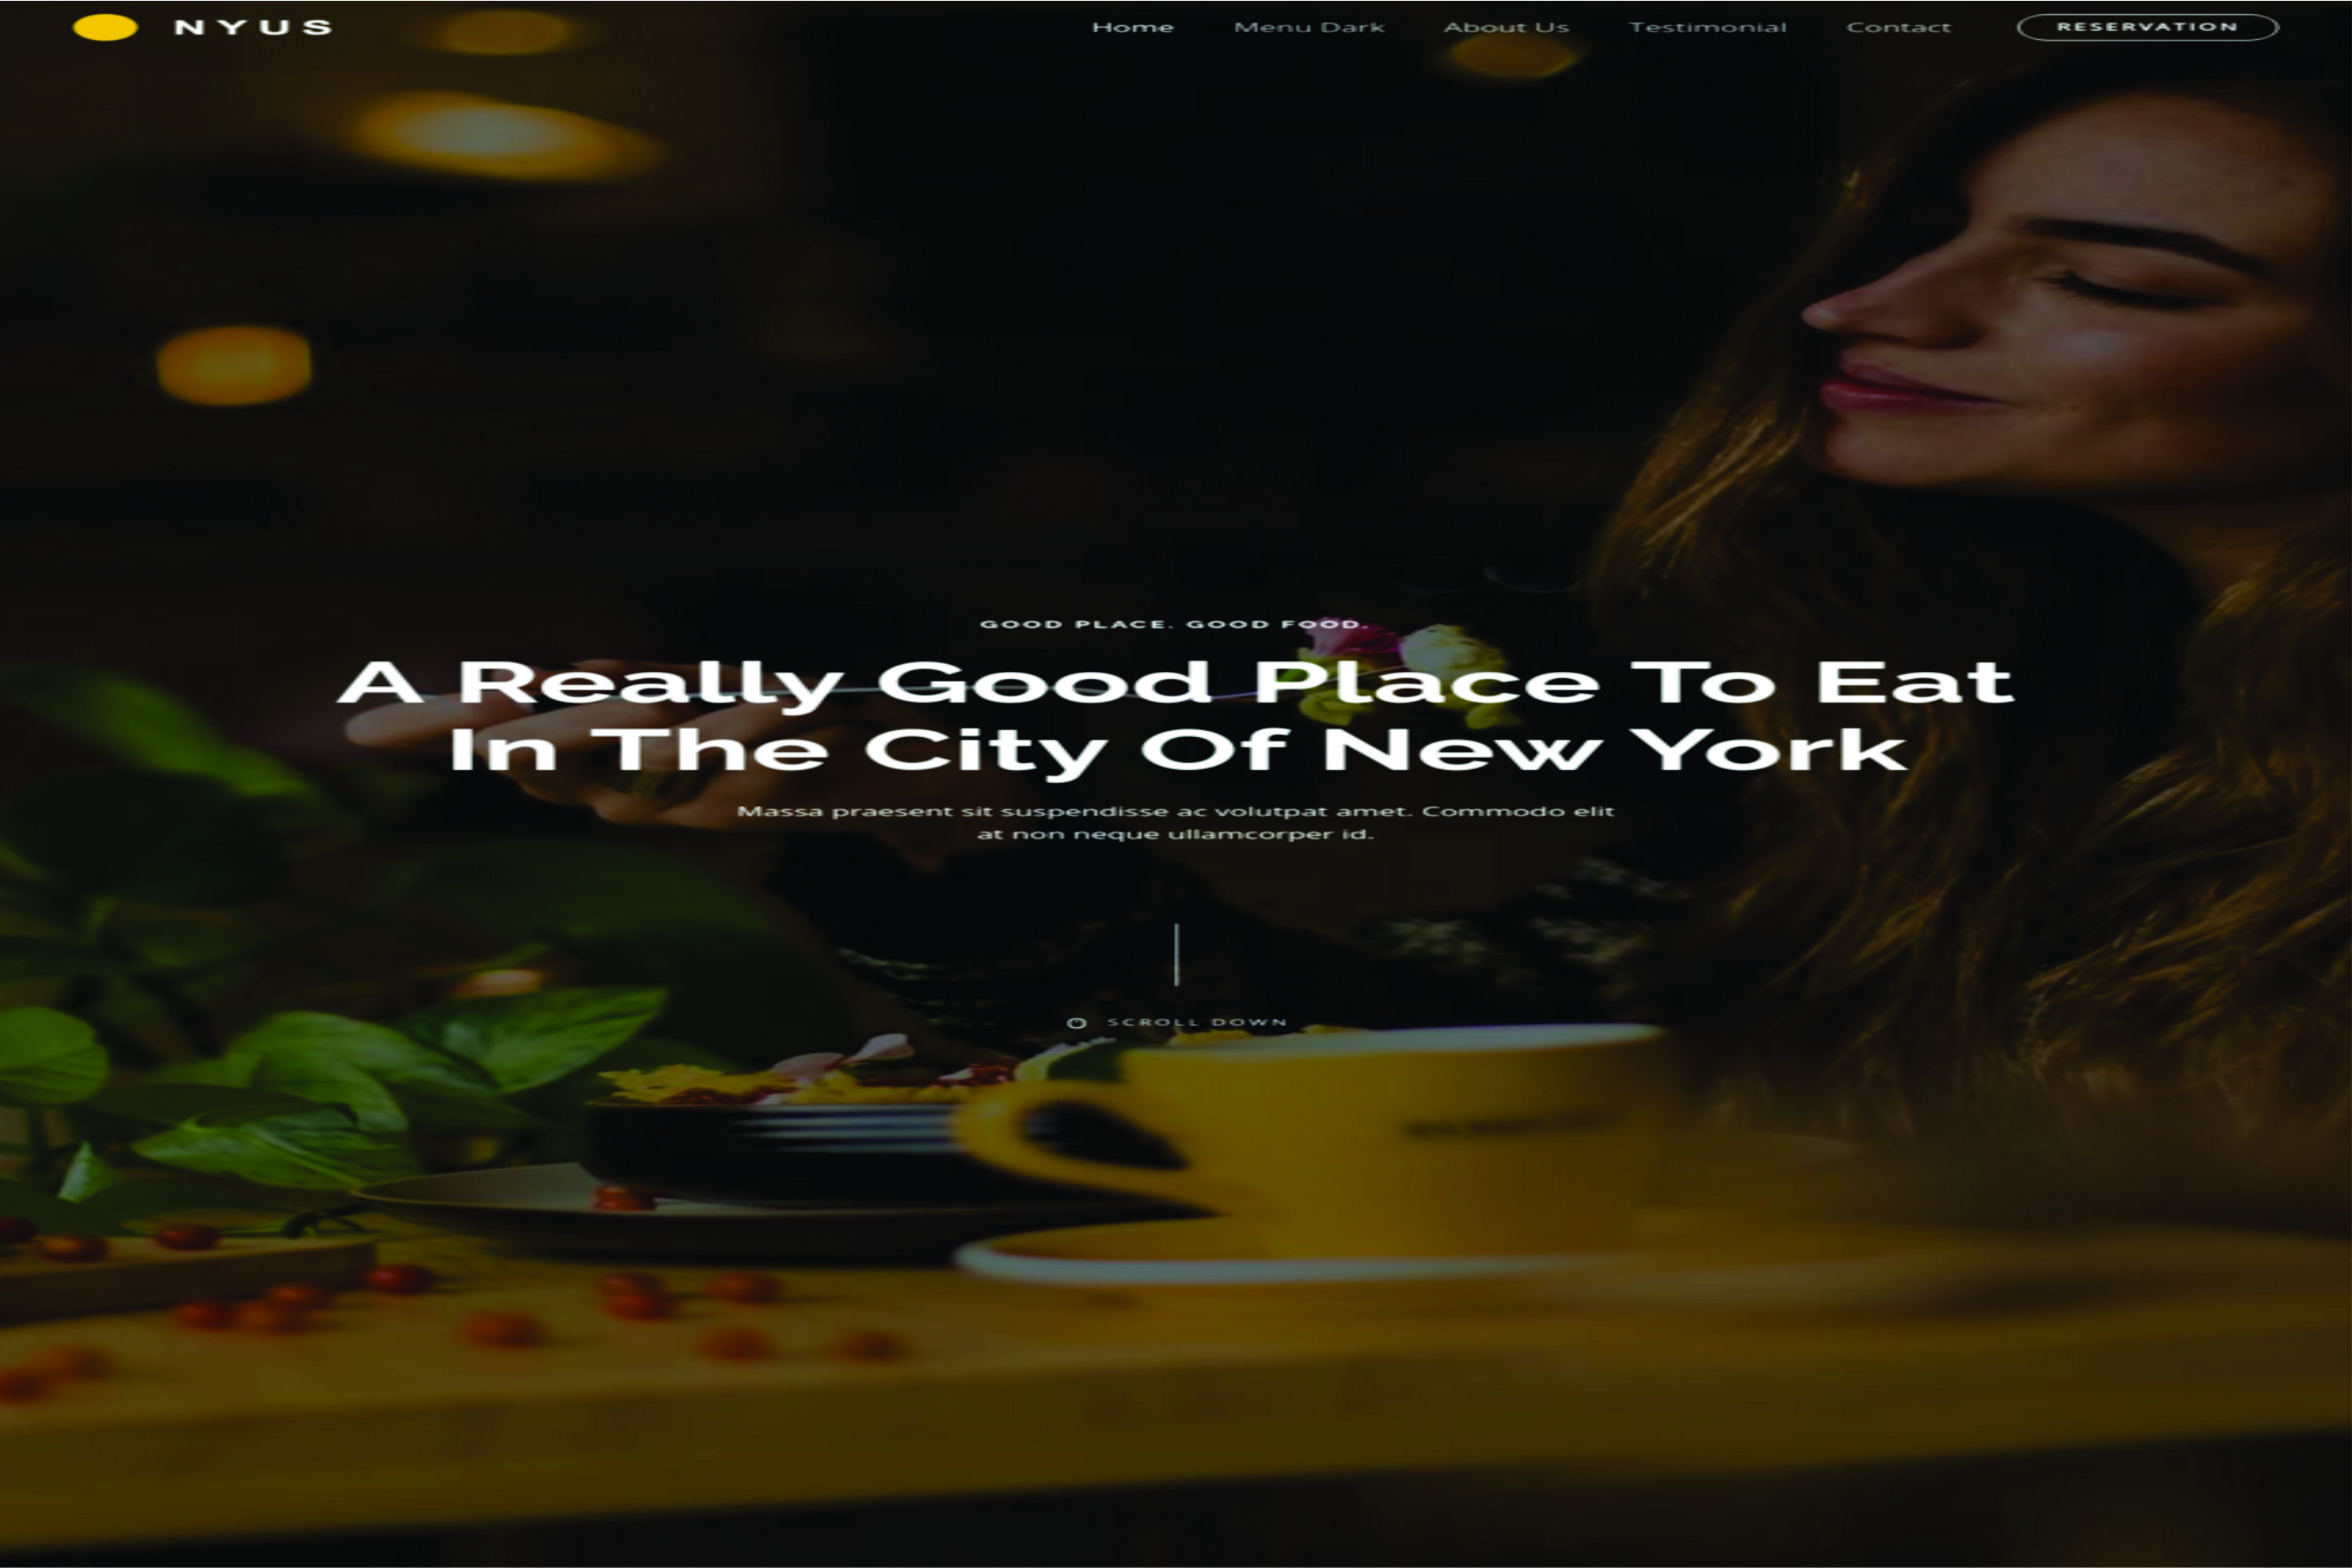 NYUS
Home Menu Dark About Us Testimonial Contact RESERVATION
GOOD PLACE. GOOD FOOD.
A Really Good Place To Eat
In The City Of New York
Massa praesent sit suspendisse ac volutpat amet. Commodo elit
at non neque ullamcorper id.
SCROLL DOWN